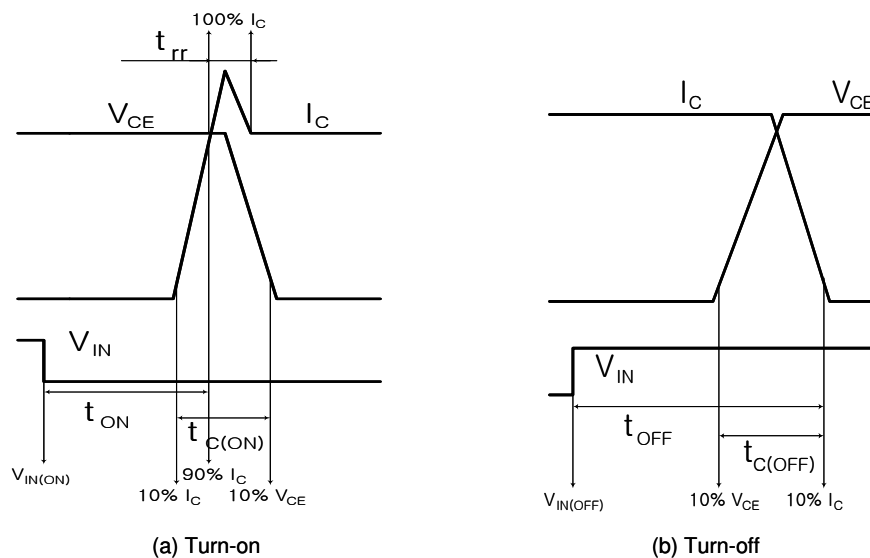 100% I_C
t_rr
V_CE
I_C
V_IN
t_ON
t_C(ON)
V_IN(ON)
90% I_C
10% I_C
10% V_CE
(a) Turn-on
I_C
V_CE
V_IN
t_OFF
t_C(OFF)
V_IN(OFF)
10% V_CE
10% I_C
(b) Turn-off